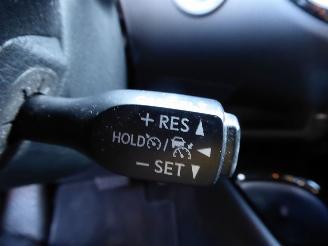 + RES ▲
HOLD / ◀
− SET ▼